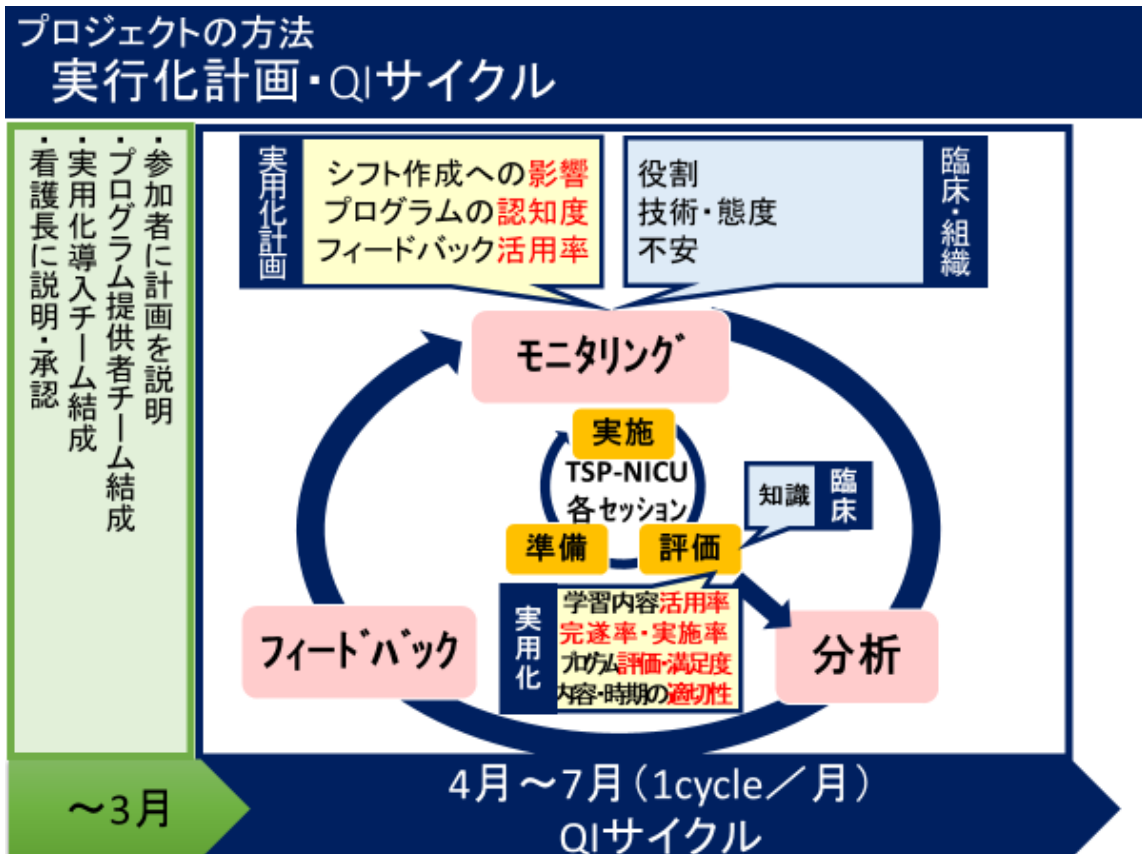 プロジェクトの方法
実行化計画・QIサイクル
・参加者に計画を説明
・プログラム提供者チーム結成
・実用化導入チーム結成
・看護長に説明・承認
実用化計画
シフト作成への影響
プログラムの認知度
フィードバック活用率
役割
技術・態度
不安
臨床・組織
モニタリング
実施
TSP-NICU
各セッション
準備
評価
知識
臨床
実用化
学習内容活用率
完遂率・実施率
プログラム評価・満足度
内容・時期の適切性
フィードバック
分析
～3月
4月～7月（1cycle／月）
QIサイクル